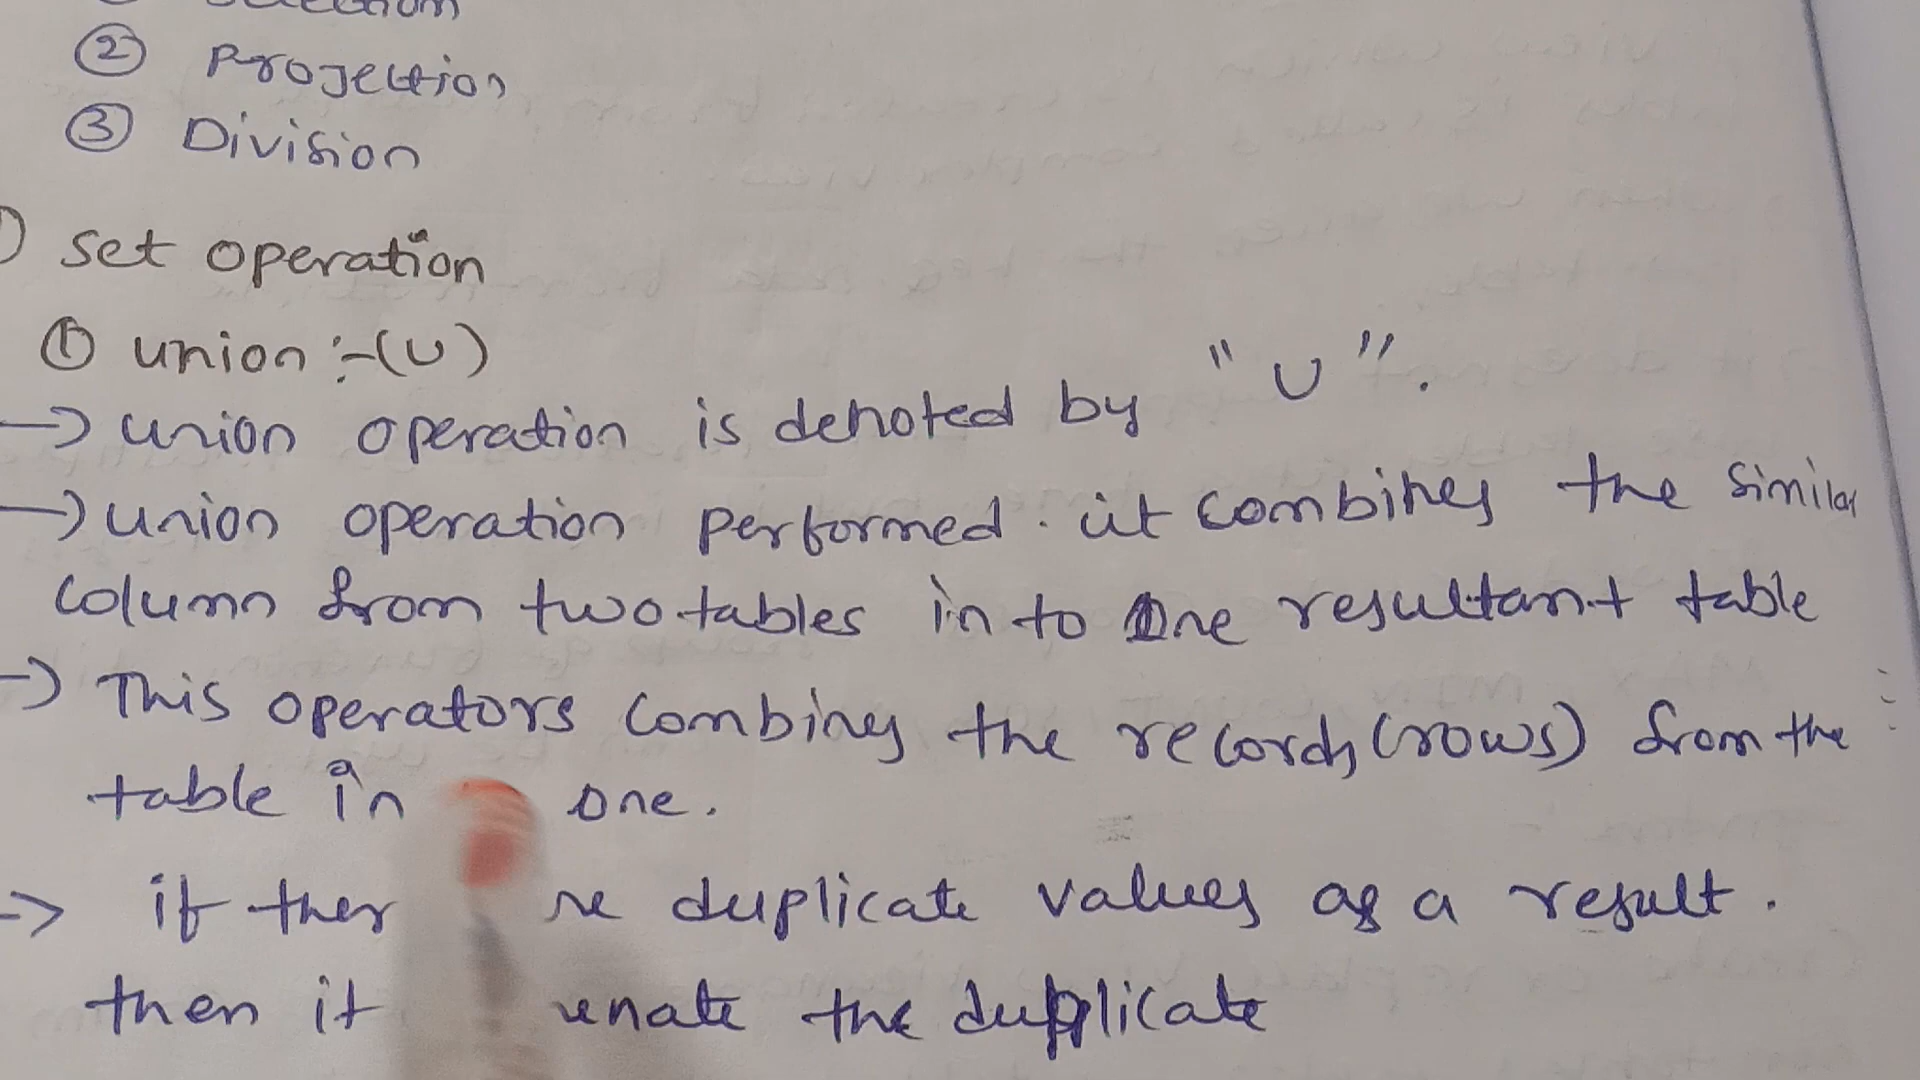 ② Projection
③ Division
set operation
① union :- (U)
→ union operation is denoted by "U".
→ union operation performed. it combines the similar
column from two tables in to One resultant table
→ This operators combines the records (rows) from the
table in one.
→ if duplicate values as a result.
then it the duplicate